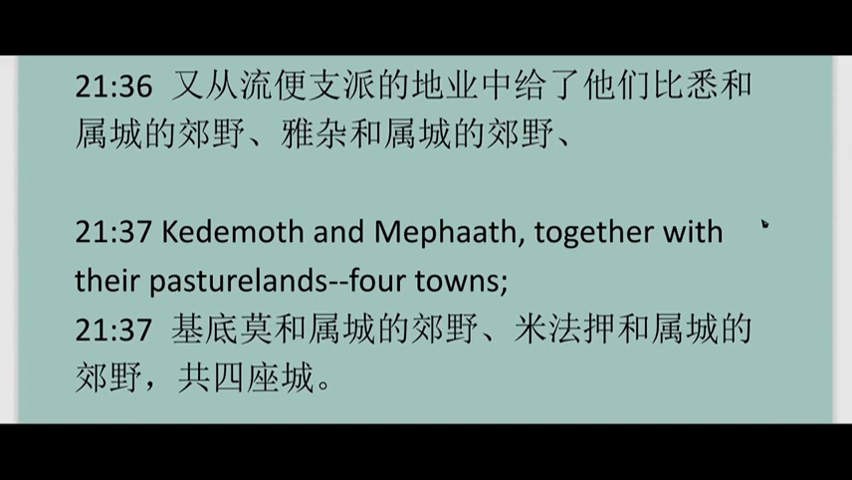 21:36 又从流便支派的地业中给了他们比悉和
属城的郊野、雅杂和属城的郊野、
21:37 Kedemoth and Mephaath, together with
their pasturelands--four towns;
21:37 基底莫和属城的郊野、米法押和属城的
郊野，共四座城。